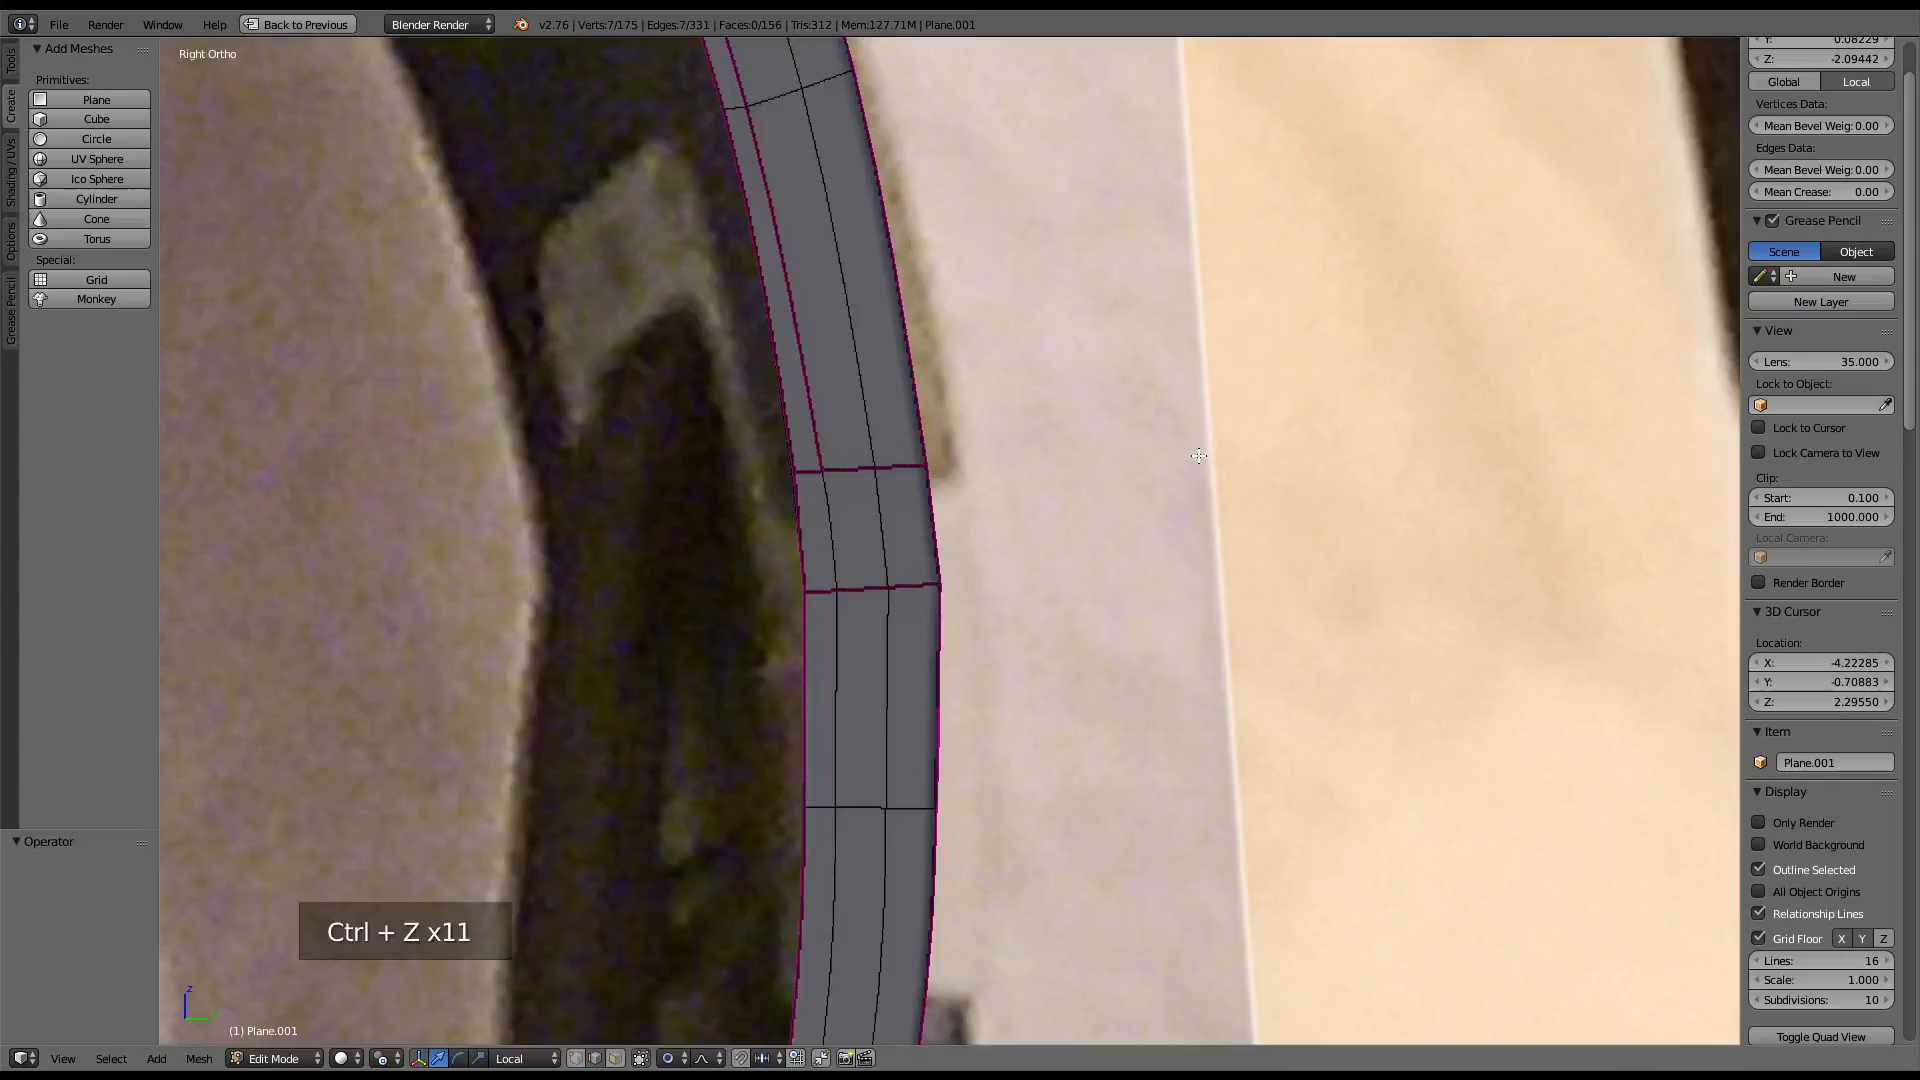 File Render Window Help Back to Previous Blender Render v2.76 | Verts:7/175 | Edges:7/331 | Faces:0/156 | Tris:312 | Mem:127.71M | Plane.001
Tools
Create
Shading / UVs
Options
Grease Pencil
Add Meshes
Primitives:
Plane
Cube
Circle
UV Sphere
Ico Sphere
Cylinder
Cone
Torus
Special:
Grid
Monkey
Operator
Right Ortho
Ctrl + Z x11
z
(1) Plane.001
Y: 0.08229
Z: -2.09442
Global Local
Vertices Data:
Mean Bevel Weig: 0.00
Edges Data:
Mean Bevel Weig: 0.00
Mean Crease: 0.00
Grease Pencil
Scene Object
New
New Layer
View
Lens: 35.000
Lock to Object:
Lock to Cursor
Lock Camera to View
Clip:
Start: 0.100
End: 1000.000
Local Camera:
Render Border
3D Cursor
Location:
X: -4.22285
Y: -0.70883
Z: 2.29550
Item
Plane.001
Display
Only Render
World Background
Outline Selected
All Object Origins
Relationship Lines
Grid Floor X Y Z
Lines: 16
Scale: 1.000
Subdivisions: 10
Toggle Quad View
View Select Add Mesh Edit Mode Local